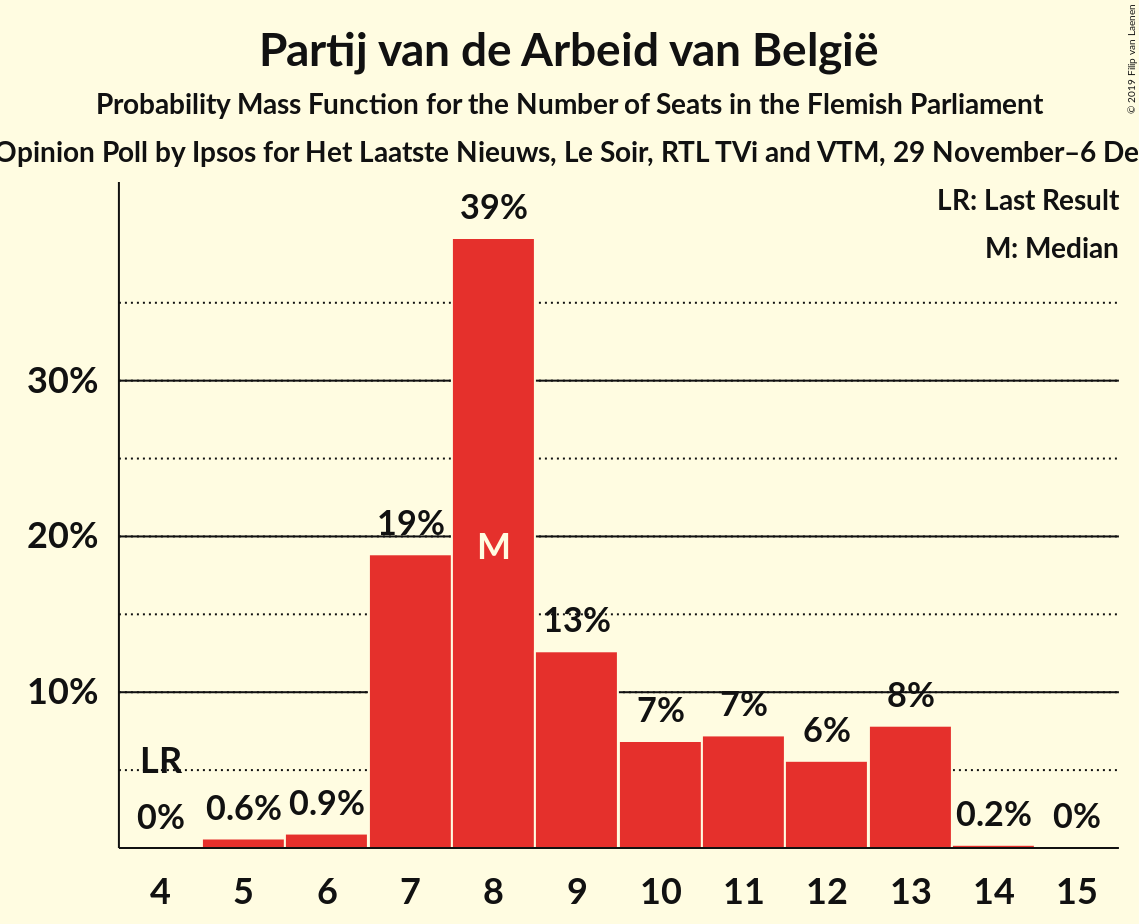 Partij van de Arbeid van België
Probability Mass Function for the Number of Seats in the Flemish Parliament
Opinion Poll by Ipsos for Het Laatste Nieuws, Le Soir, RTL TVi and VTM, 29 November–6 De
© 2019 Filip van Laenen
LR: Last Result
M: Median
39%
30%
20%
19%
M
13%
10%
8%
7%
7%
6%
LR
0%
0.6%
0.9%
0.2%
0%
4 5 6 7 8 9 10 11 12 13 14 15